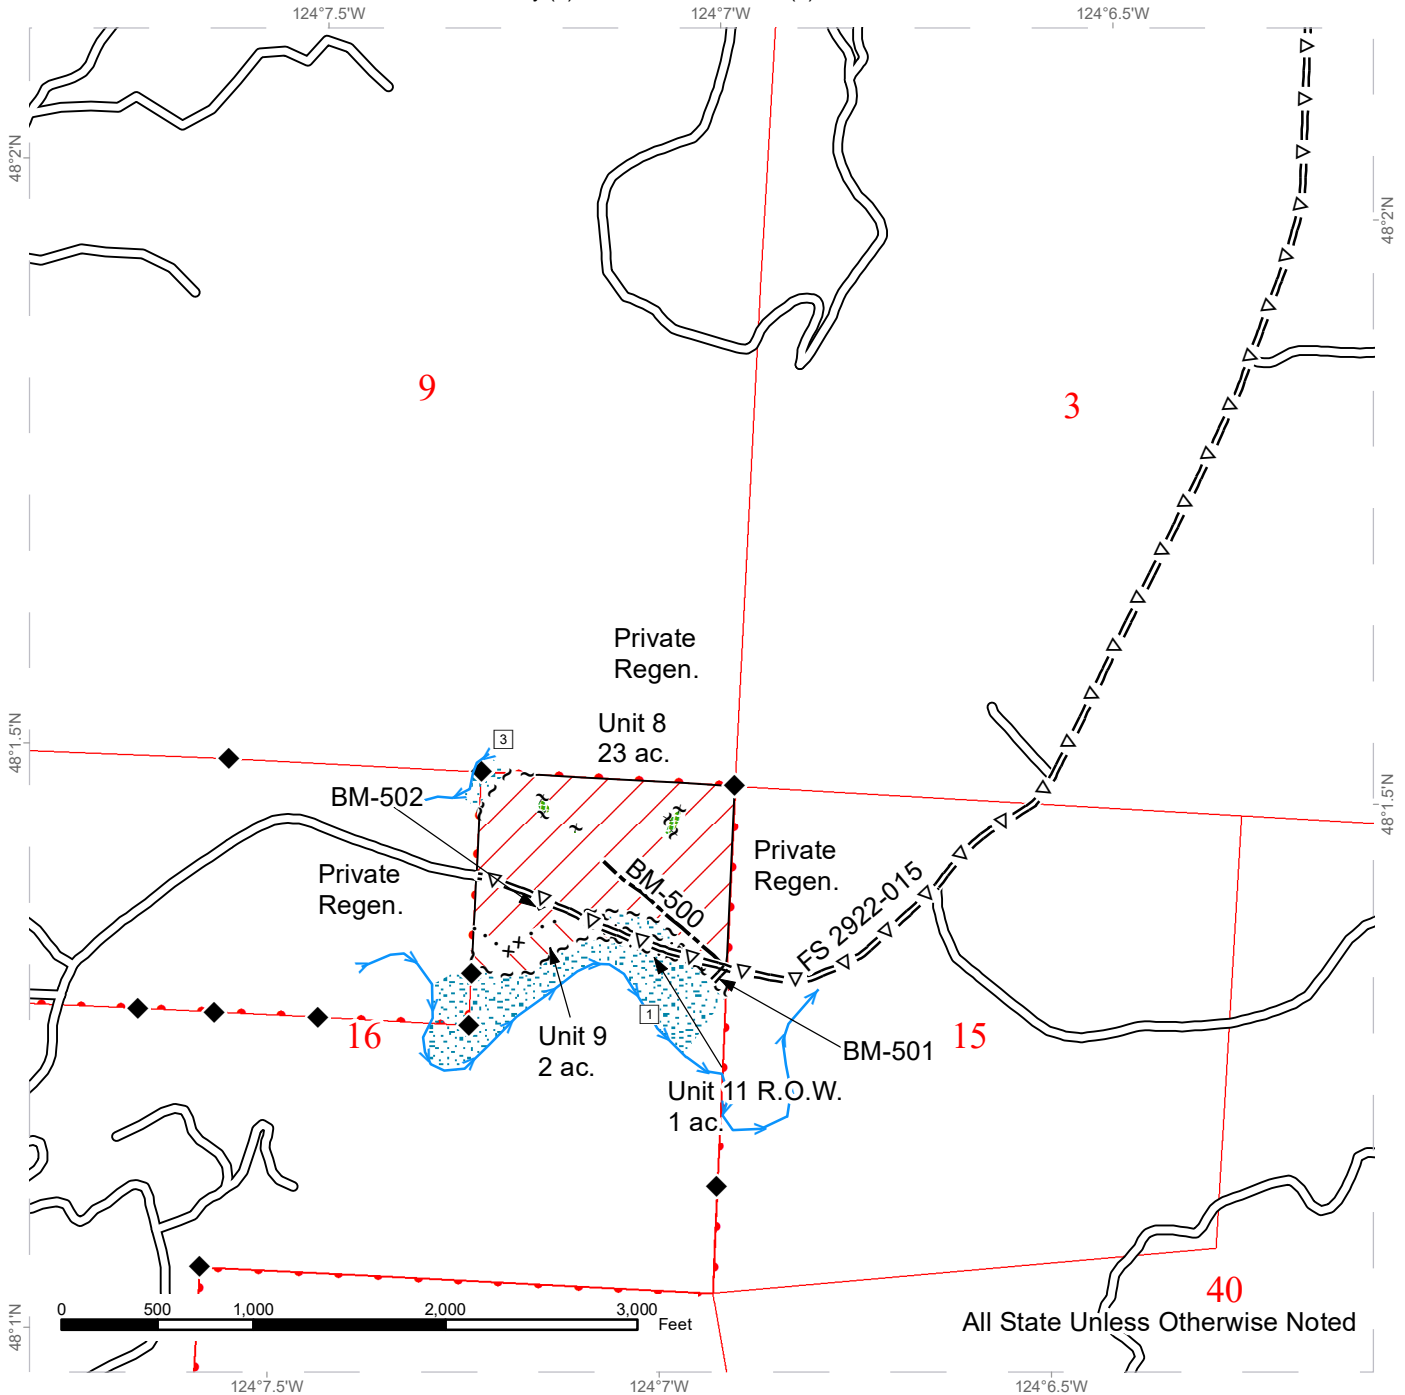 124°7.5'W
124°7'W
124°6.5'W
48°2'N
48°2'N
9
3
Private
Regen.
Unit 8
23 ac.
48°1.5'N
3
BM-502
48°1.5'N
Private
Regen.
Private
Regen.
BM-500
FS 2922-015
1
16
Unit 9
2 ac.
15
BM-501
Unit 11 R.O.W.
1 ac.
40
0 500 1,000 2,000 3,000
Feet
All State Unless Otherwise Noted
48°1'N
124°7.5'W
124°7'W
124°6.5'W